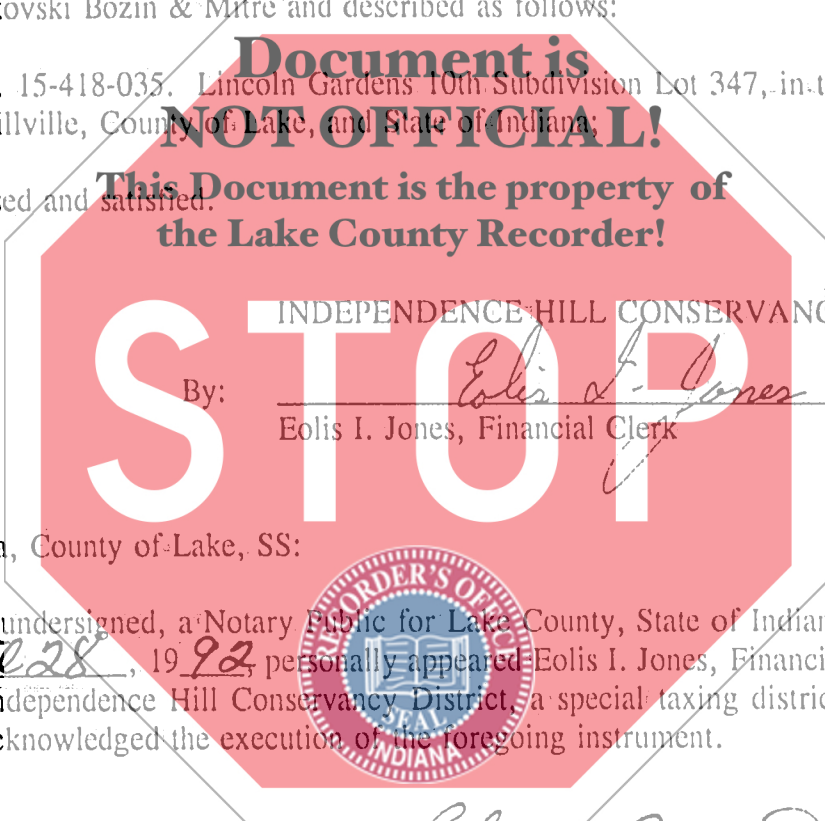 ovski Bozin & Mitre and described as follows:
Document is
15-418-035. Lincoln Gardens 10th Subdivision Lot 347, in t
NOT OFFICIAL!
illville, County of Lake, and State of Indiana;
This Document is the property of
sed and satisfied.
the Lake County Recorder!
STOP
INDEPENDENCE HILL CONSERVANC
By: Eolis I. Jones
Eolis I. Jones, Financial Clerk
a, County of Lake, SS:
undersigned, a Notary Public for Lake County, State of Indian
28, 1992, personally appeared Eolis I. Jones, Financi
ndependence Hill Conservancy District, a special taxing distric
cknowledged the execution of the foregoing instrument.
RECORDER'S OFFICE
SEAL
INDIANA